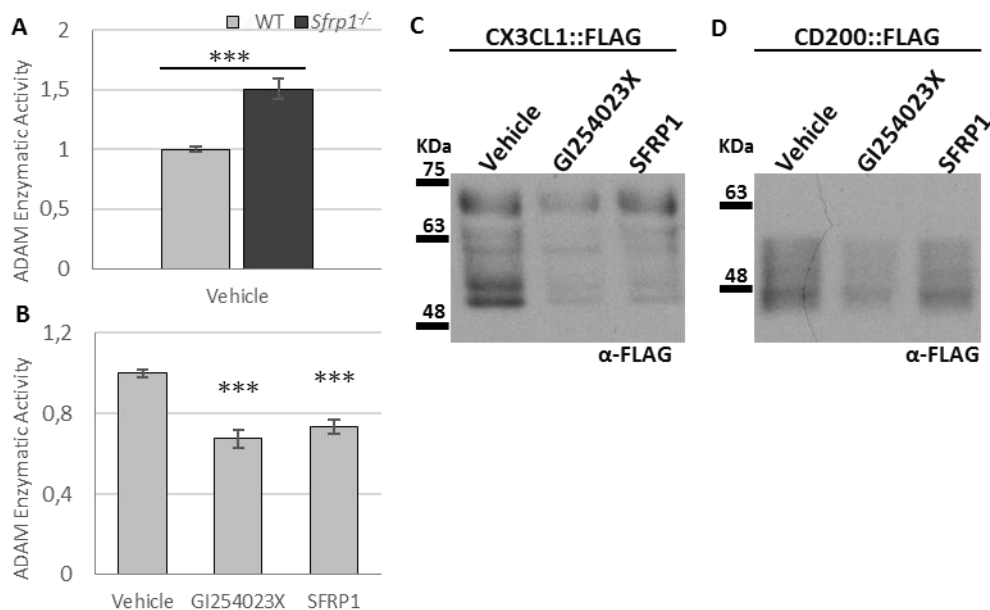 A
WT Sfrp1-/-
2
***
1,5
1
0,5
0
ADAM Enzymatic Activity
Vehicle
B
1,2
***
***
0,8
0,4
0
ADAM Enzymatic Activity
Vehicle GI254023X SFRP1
C
CX3CL1::FLAG
Vehicle
GI254023X
SFRP1
KDa
75
63
48
α-FLAG
D
CD200::FLAG
Vehicle
GI254023X
SFRP1
KDa
63
48
α-FLAG